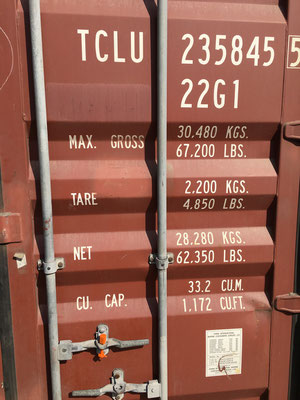 TCLU 235845 5
22G1
MAX. GROSS 30.480 KGS.
67.200 LBS.
TARE 2.200 KGS.
4.850 LBS.
NET 28.280 KGS.
62.350 LBS.
CU. CAP. 33.2 CU.M.
1.172 CU.FT.